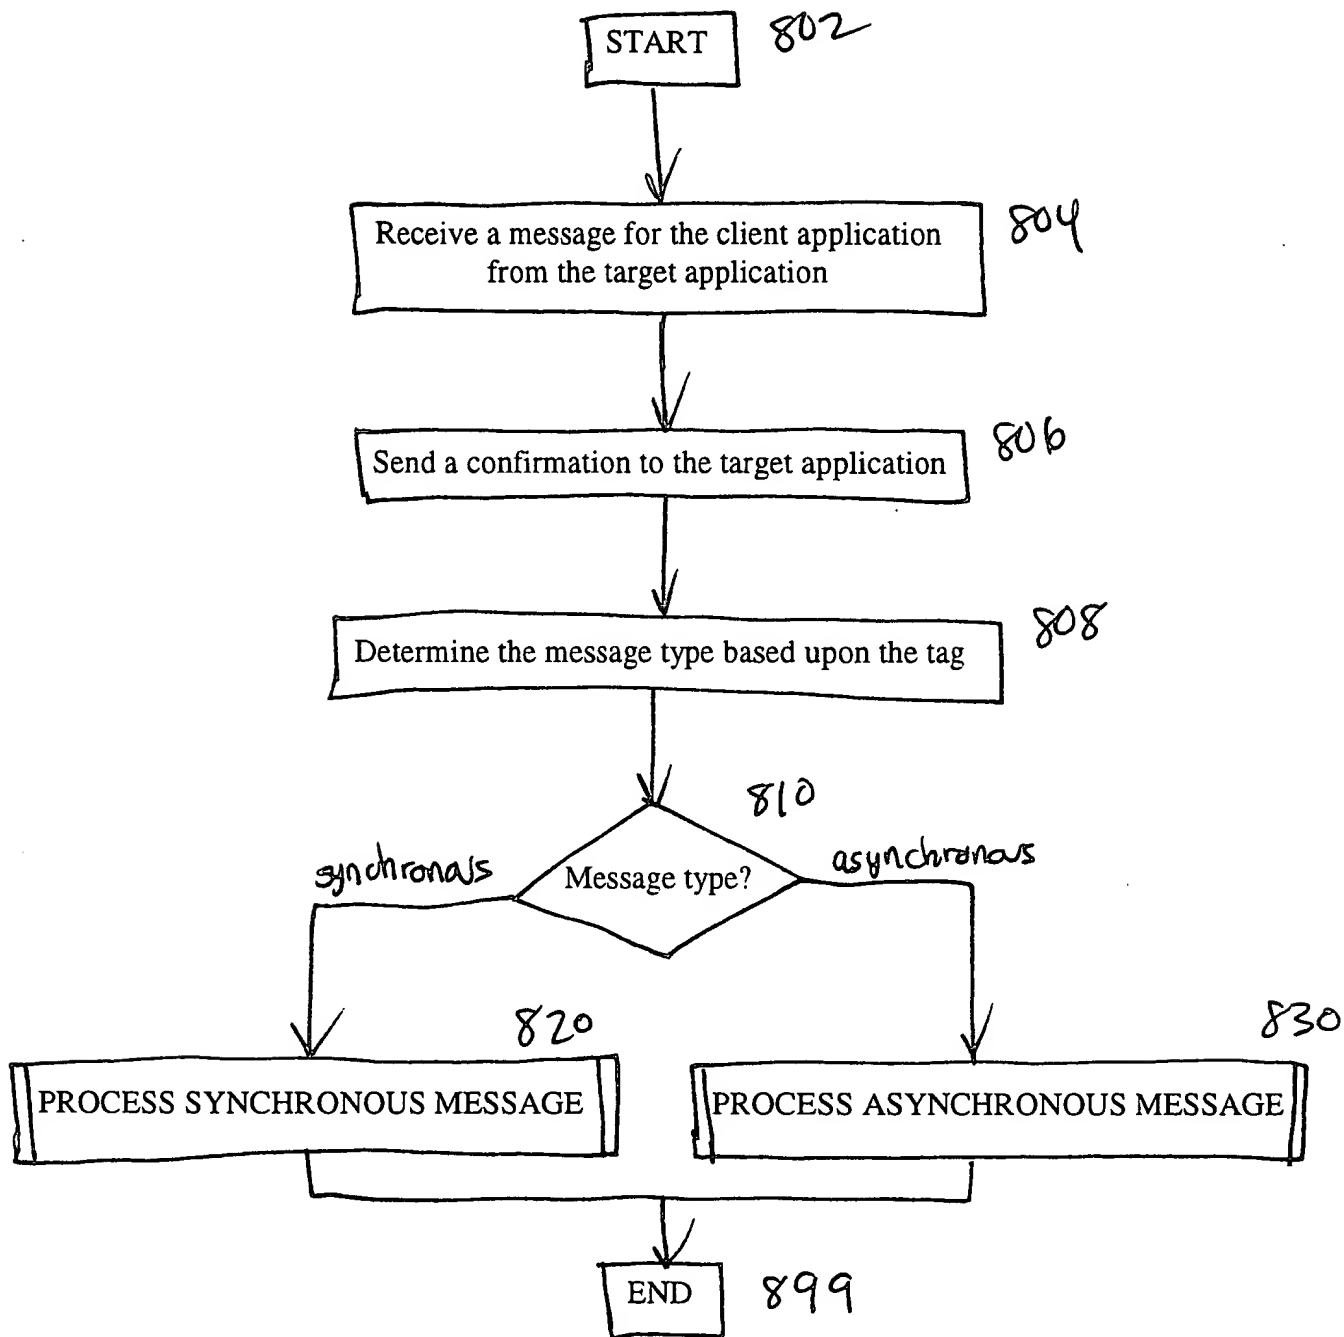 START 802
Receive a message for the client application
from the target application
804
Send a confirmation to the target application
806
Determine the message type based upon the tag
808
810
synchronous
Message type?
asynchronous
820
830
PROCESS SYNCHRONOUS MESSAGE
PROCESS ASYNCHRONOUS MESSAGE
END 899